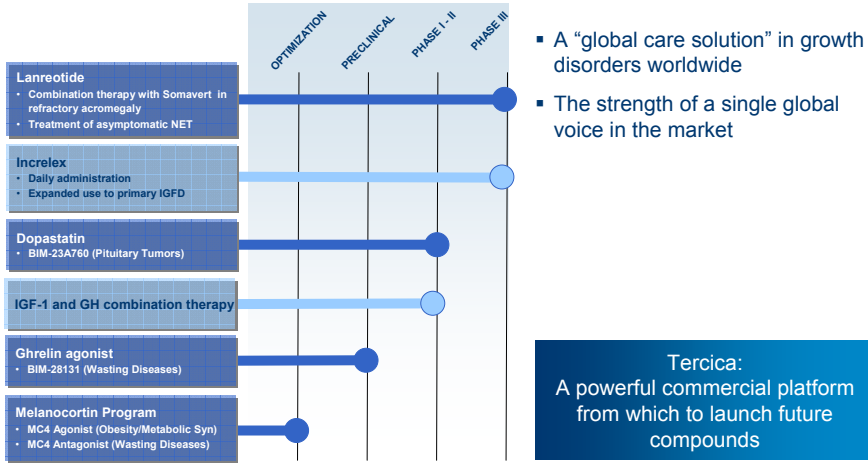 OPTIMIZATION
PRECLINICAL
PHASE I - II
PHASE III
Lanreotide
• Combination therapy with Somavert in
refractory acromegaly
• Treatment of asymptomatic NET
Increlex
• Daily administration
• Expanded use to primary IGFD
Dopastatin
• BIM-23A760 (Pituitary Tumors)
IGF-1 and GH combination therapy
Ghrelin agonist
• BIM-28131 (Wasting Diseases)
Melanocortin Program
• MC4 Agonist (Obesity/Metabolic Syn)
• MC4 Antagonist (Wasting Diseases)
▪ A “global care solution” in growth
disorders worldwide
▪ The strength of a single global
voice in the market
Tercica:
A powerful commercial platform
from which to launch future
compounds